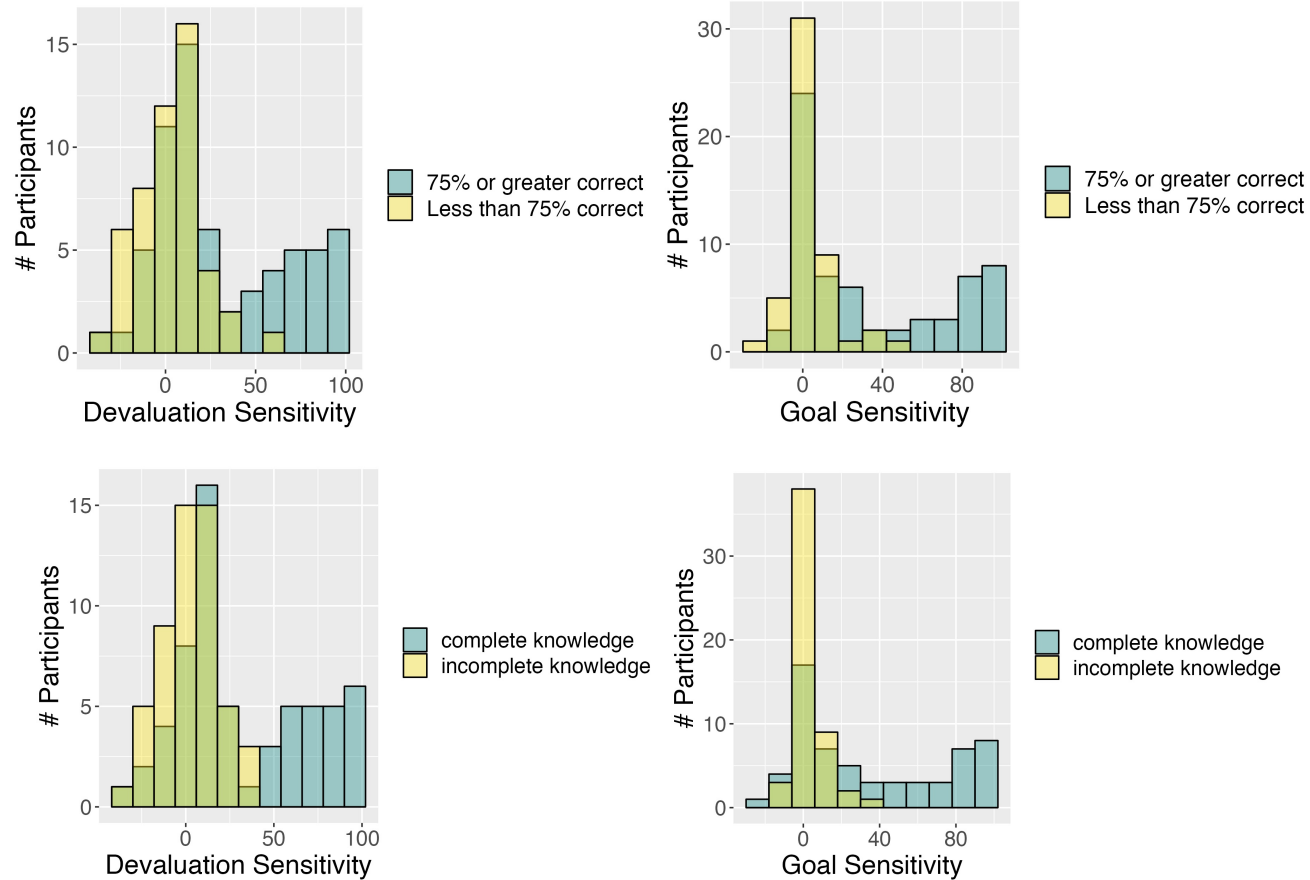 # Participants
15
10
5
0
0 50 100
Devaluation Sensitivity
75% or greater correct
Less than 75% correct
# Participants
30
20
10
0
0 40 80
Goal Sensitivity
75% or greater correct
Less than 75% correct
# Participants
15
10
5
0
0 50 100
Devaluation Sensitivity
complete knowledge
incomplete knowledge
# Participants
30
20
10
0
0 40 80
Goal Sensitivity
complete knowledge
incomplete knowledge